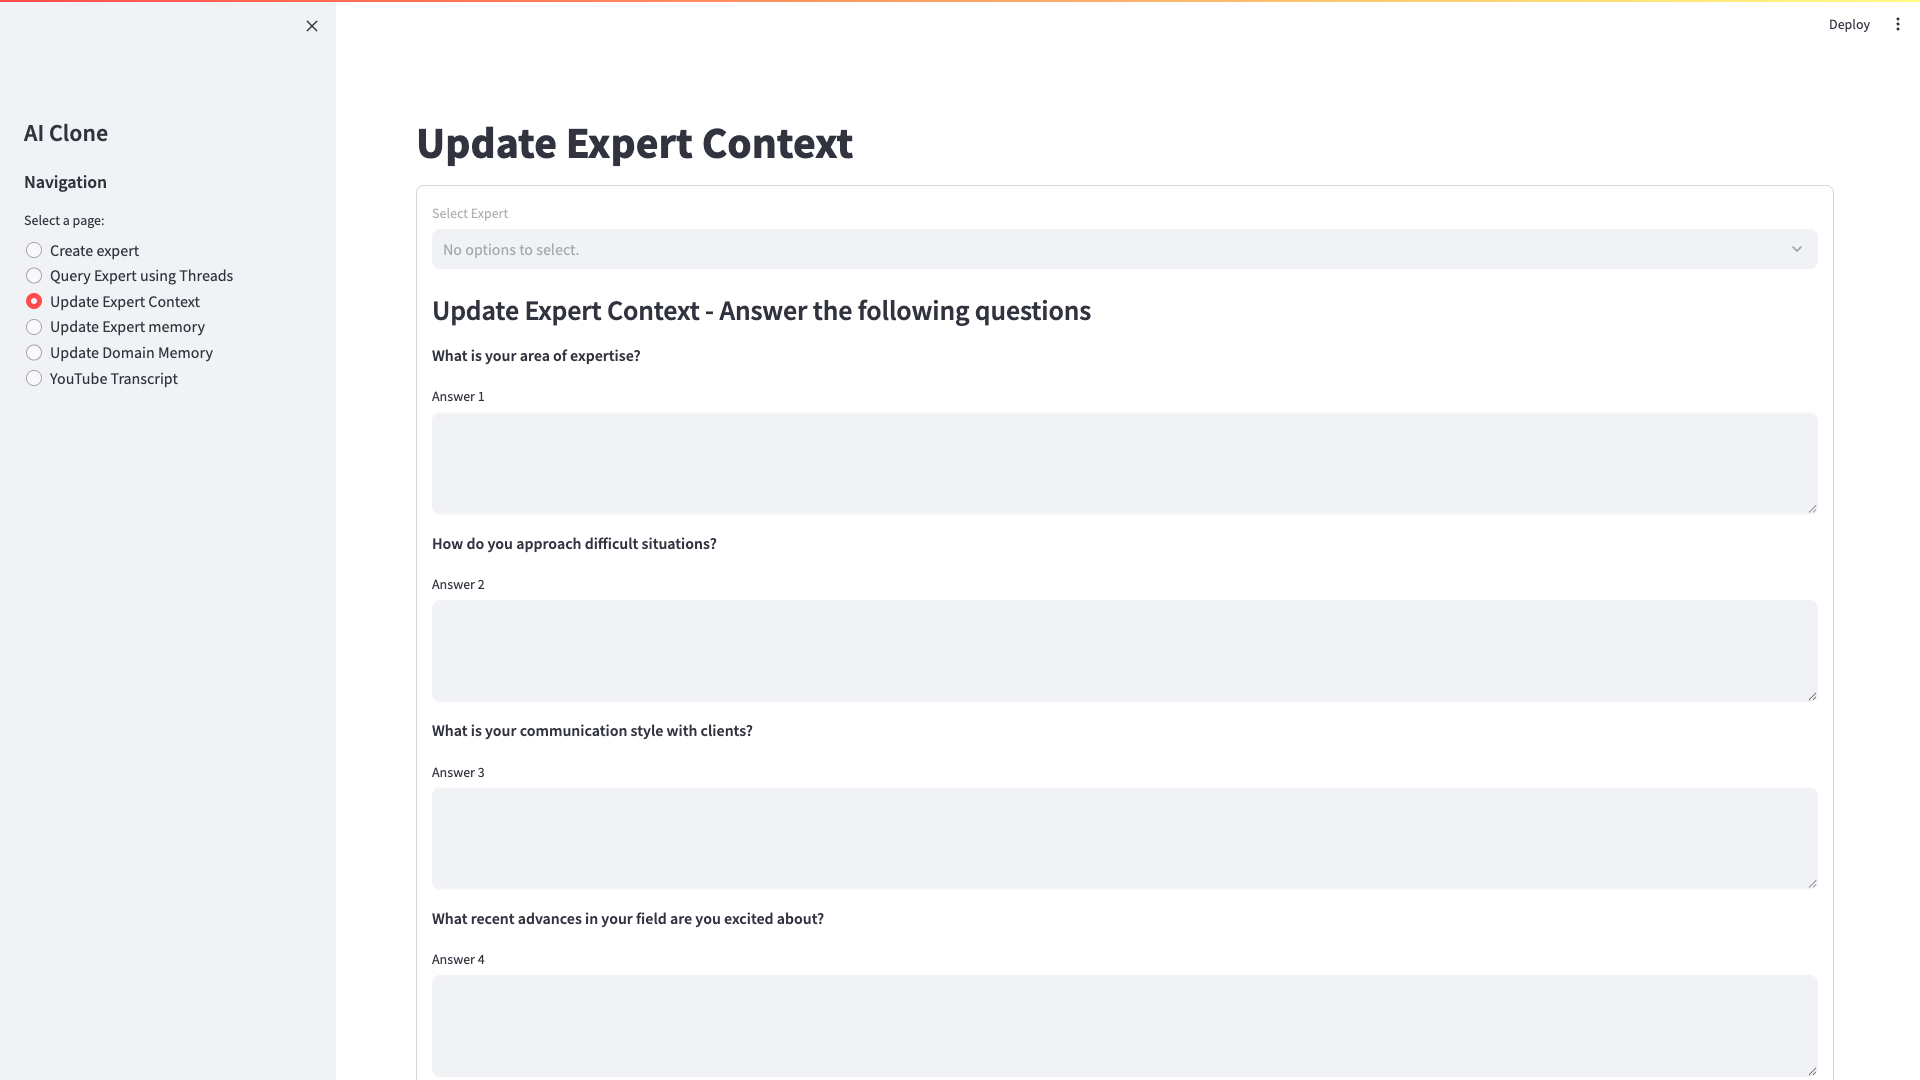 Deploy
AI Clone
Navigation
Select a page:
Create expert
Query Expert using Threads
Update Expert Context
Update Expert memory
Update Domain Memory
YouTube Transcript
Update Expert Context
Select Expert
No options to select.
Update Expert Context - Answer the following questions
What is your area of expertise?
Answer 1
How do you approach difficult situations?
Answer 2
What is your communication style with clients?
Answer 3
What recent advances in your field are you excited about?
Answer 4